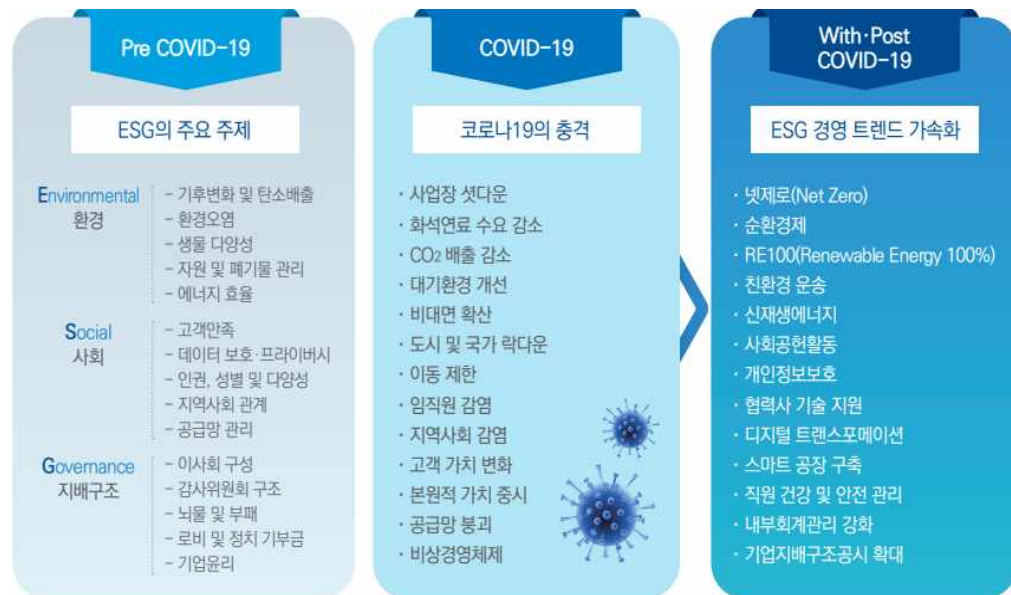 Pre COVID-19
ESG의 주요 주제
Environmental
환경
- 기후변화 및 탄소배출
- 환경오염
- 생물 다양성
- 자원 및 폐기물 관리
- 에너지 효율
Social
사회
- 고객만족
- 데이터 보호·프라이버시
- 인권, 성별 및 다양성
- 지역사회 관계
- 공급망 관리
Governance
지배구조
- 이사회 구성
- 감사위원회 구조
- 뇌물 및 부패
- 로비 및 정치 기부금
- 기업윤리
COVID-19
코로나19의 충격
· 사업장 셧다운
· 화석연료 수요 감소
· CO2 배출 감소
· 대기환경 개선
· 비대면 확산
· 도시 및 국가 락다운
· 이동 제한
· 임직원 감염
· 지역사회 감염
· 고객 가치 변화
· 본원적 가치 중시
· 공급망 붕괴
· 비상경영체제
With·Post
COVID-19
ESG 경영 트렌드 가속화
· 넷제로(Net Zero)
· 순환경제
· RE100(Renewable Energy 100%)
· 친환경 운송
· 신재생에너지
· 사회공헌활동
· 개인정보보호
· 협력사 기술 지원
· 디지털 트랜스포메이션
· 스마트 공장 구축
· 직원 건강 및 안전 관리
· 내부회계관리 강화
· 기업지배구조공시 확대